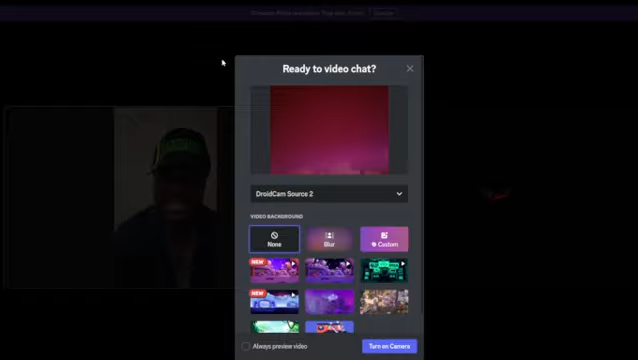 Ready to video chat?
DroidCam Source 2
VIDEO BACKGROUND
None
Blur
Custom
NEW
NEW
Always preview video
Turn on Camera